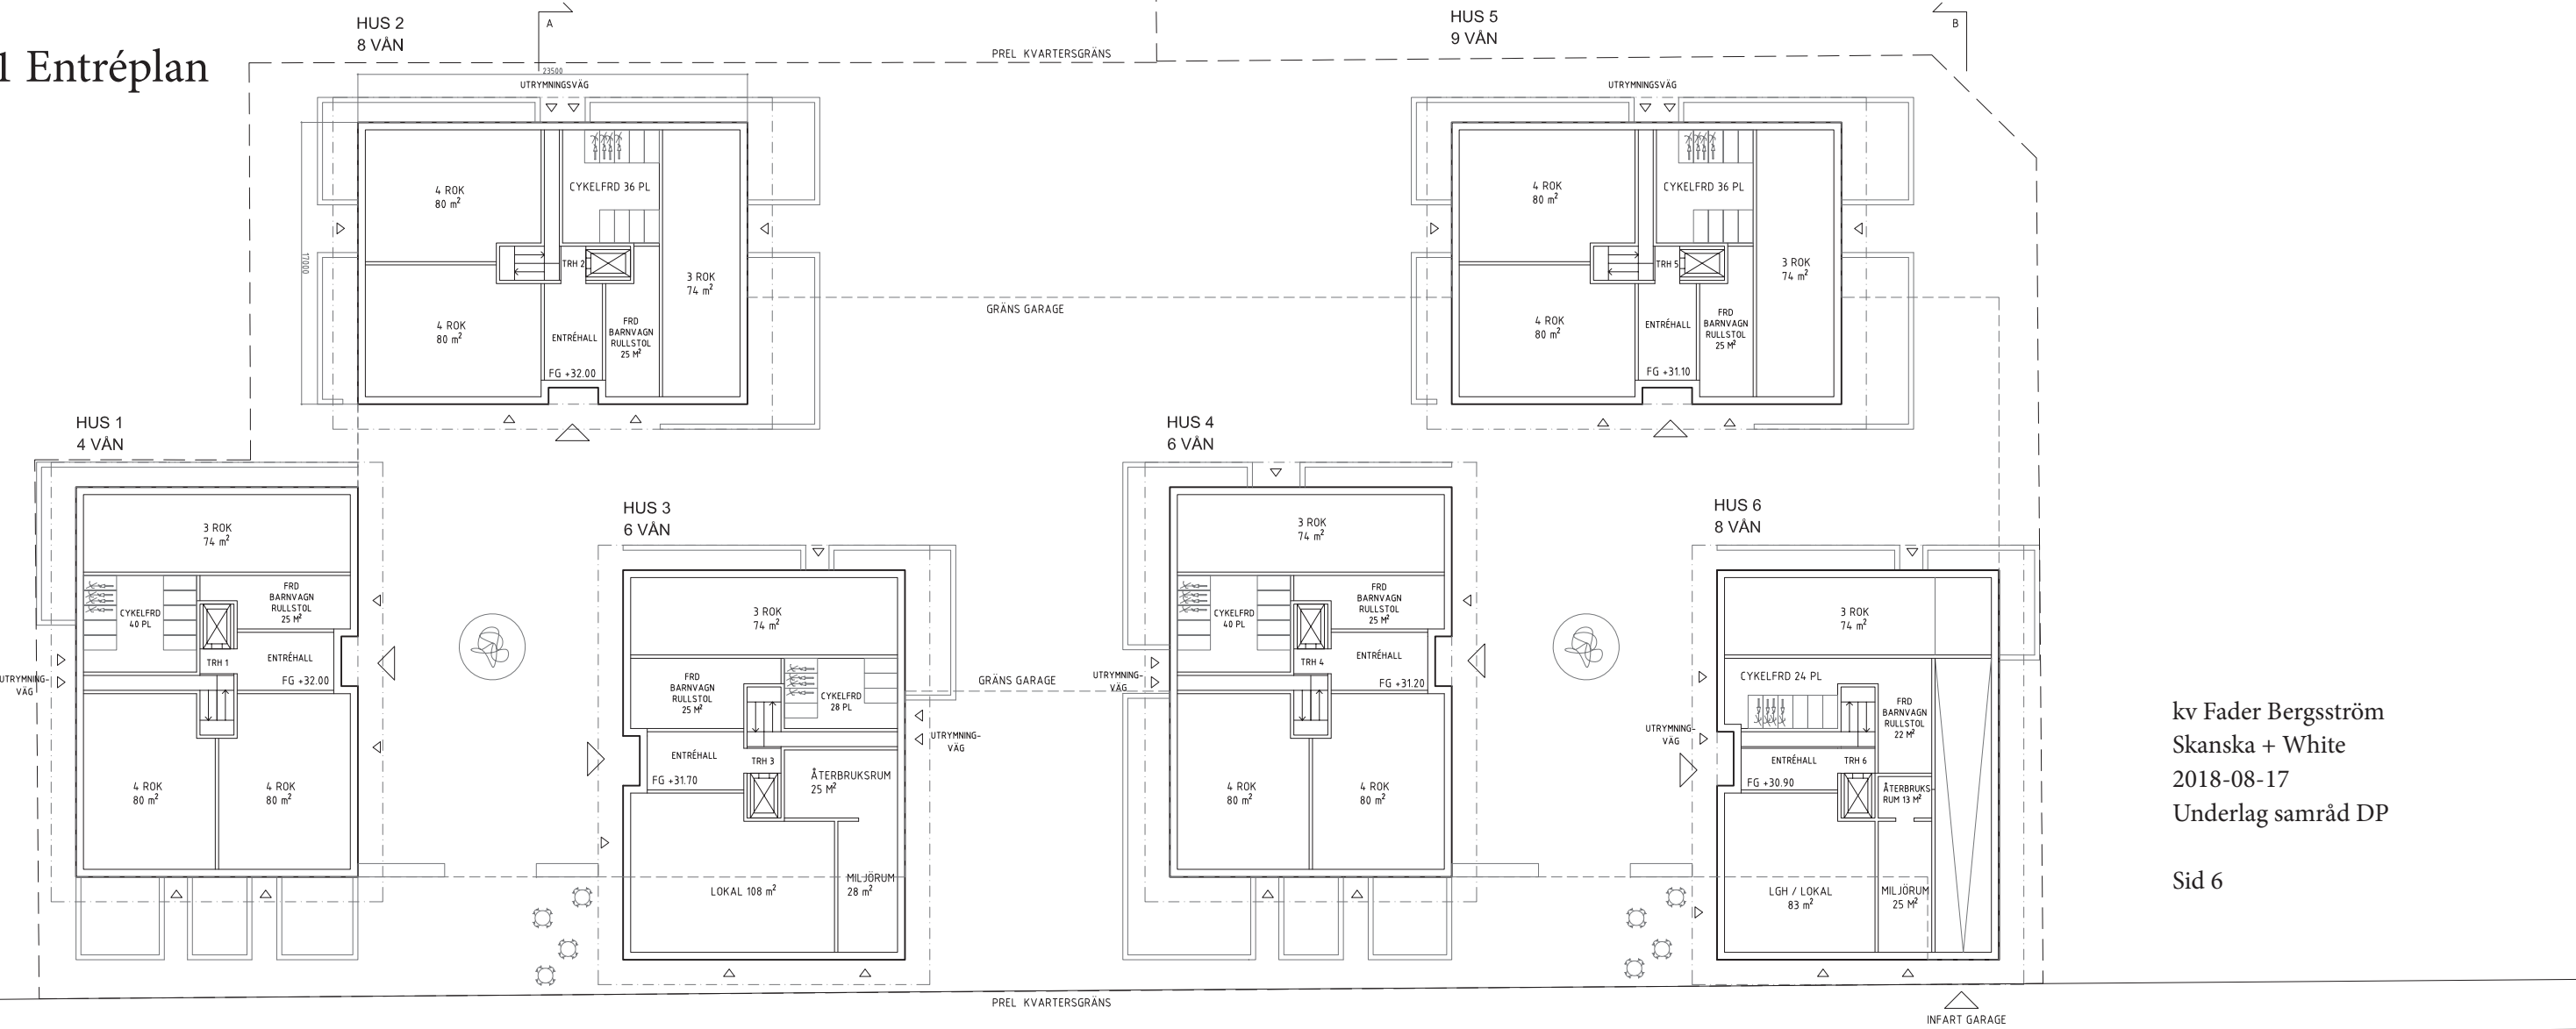 1 Entréplan
HUS 2
8 VÅN
A
HUS 5
9 VÅN
B
PREL KVARTERSGRÄNS
23500
UTRYMNINGSVÄG
17000
4 ROK
80 m²
CYKELFRD 36 PL
3 ROK
74 m²
TRH 2
4 ROK
80 m²
ENTRÉHALL
FRD
BARNVAGN
RULLSTOL
25 M²
FG +32.00
GRÄNS GARAGE
UTRYMNINGSVÄG
4 ROK
80 m²
CYKELFRD 36 PL
3 ROK
74 m²
TRH 5
4 ROK
80 m²
ENTRÉHALL
FRD
BARNVAGN
RULLSTOL
25 M²
FG +31.10
HUS 1
4 VÅN
3 ROK
74 m²
CYKELFRD
40 PL
FRD
BARNVAGN
RULLSTOL
25 M²
TRH 1
ENTRÉHALL
FG +32.00
UTRYMNING-
VÄG
4 ROK
80 m²
4 ROK
80 m²
HUS 3
6 VÅN
3 ROK
74 m²
FRD
BARNVAGN
RULLSTOL
25 M²
CYKELFRD
28 PL
ENTRÉHALL
TRH 3
FG +31.70
UTRYMNING-
VÄG
ÅTERBRUKSRUM
25 M²
LOKAL 108 m²
MILJÖRUM
28 m²
GRÄNS GARAGE
HUS 4
6 VÅN
3 ROK
74 m²
CYKELFRD
40 PL
FRD
BARNVAGN
RULLSTOL
25 M²
TRH 4
ENTRÉHALL
FG +31.20
UTRYMNING-
VÄG
4 ROK
80 m²
4 ROK
80 m²
HUS 6
8 VÅN
3 ROK
74 m²
CYKELFRD 24 PL
FRD
BARNVAGN
RULLSTOL
22 M²
UTRYMNING-
VÄG
ENTRÉHALL
TRH 6
FG +30.90
ÅTERBRUKS-
RUM 13 M²
LGH / LOKAL
83 m²
MILJÖRUM
25 M²
PREL KVARTERSGRÄNS
INFART GARAGE
kv Fader Bergsström
Skanska + White
2018-08-17
Underlag samråd DP
Sid 6